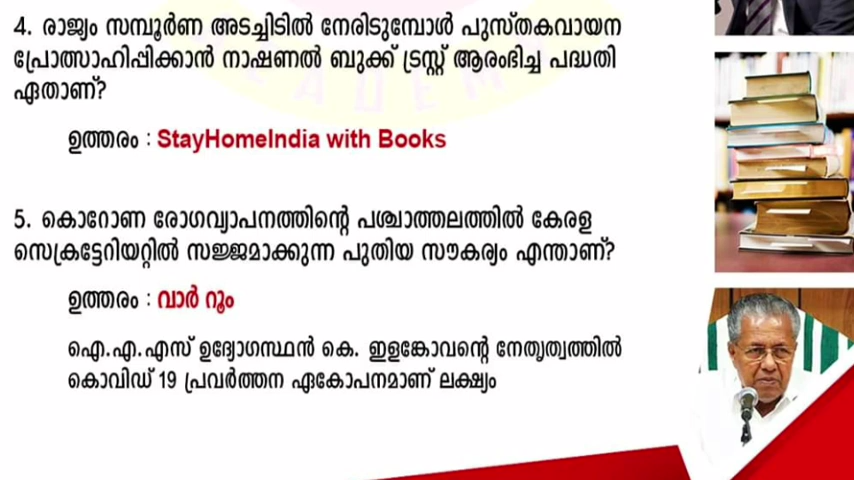 4. രാജ്യം സമ്പൂർണ അടച്ചിടിൽ നേരിടുമ്പോൾ പുസ്തകവായന
പ്രോത്സാഹിപ്പിക്കാൻ നാഷണൽ ബുക്ക് ട്രസ്റ്റ് ആരംഭിച്ച പദ്ധതി
ഏതാണ്?
ഉത്തരം : StayHomeIndia with Books
5. കൊറോണ രോഗവ്യാപനത്തിന്റെ പശ്ചാത്തലത്തിൽ കേരള
സെക്രട്ടേറിയറ്റിൽ സജ്ജമാക്കുന്ന പുതിയ സൗകര്യം എന്താണ്?
ഉത്തരം : വാർ റൂം
ഐ.എ.എസ് ഉദ്യോഗസ്ഥൻ കെ. ഇളങ്കോവന്റെ നേതൃത്വത്തിൽ
കൊവിഡ് 19 പ്രവർത്തന ഏകോപനമാണ് ലക്ഷ്യം